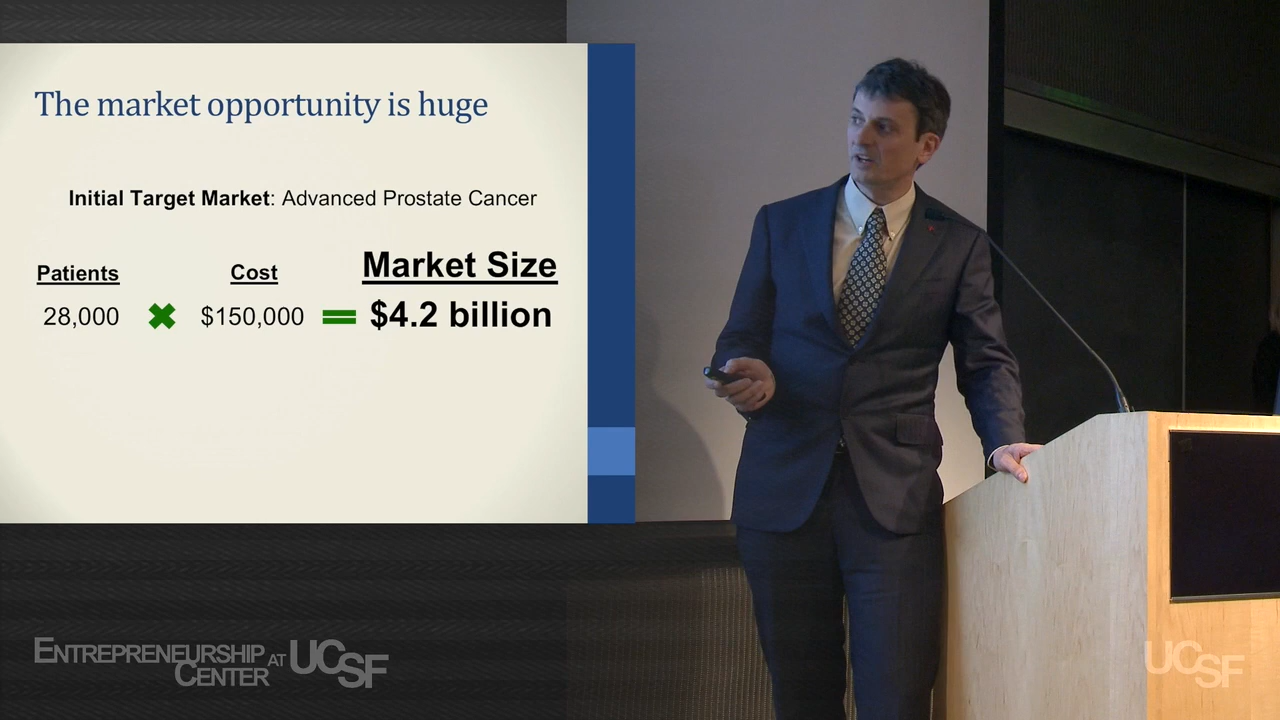 The market opportunity is huge
Initial Target Market: Advanced Prostate Cancer
Patients Cost Market Size
28,000 ✖ $150,000 = $4.2 billion
ENTREPRENEURSHIP AT UCSF
CENTER
UCSF